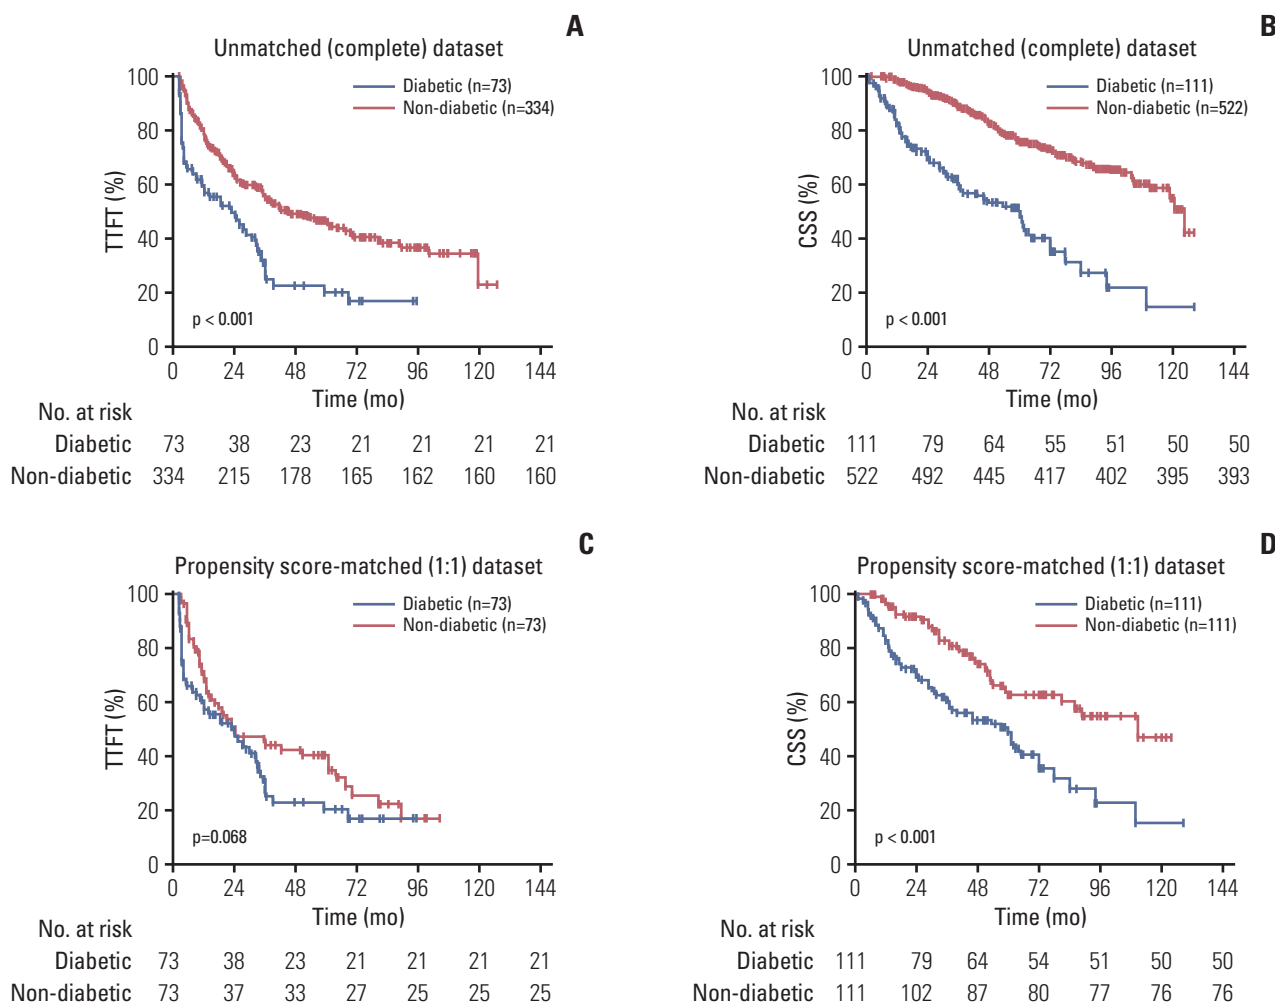 A
Unmatched (complete) dataset
Diabetic (n=73)
Non-diabetic (n=334)
TTFT (%)
100
80
60
40
20
0
p < 0.001
0 24 48 72 96 120 144
Time (mo)
No. at risk
Diabetic 73 38 23 21 21 21 21
Non-diabetic 334 215 178 165 162 160 160
B
Unmatched (complete) dataset
Diabetic (n=111)
Non-diabetic (n=522)
CSS (%)
100
80
60
40
20
0
p < 0.001
0 24 48 72 96 120 144
Time (mo)
No. at risk
Diabetic 111 79 64 55 51 50 50
Non-diabetic 522 492 445 417 402 395 393
C
Propensity score-matched (1:1) dataset
Diabetic (n=73)
Non-diabetic (n=73)
TTFT (%)
100
80
60
40
20
0
p=0.068
0 24 48 72 96 120 144
Time (mo)
No. at risk
Diabetic 73 38 23 21 21 21 21
Non-diabetic 73 37 33 27 25 25 25
D
Propensity score-matched (1:1) dataset
Diabetic (n=111)
Non-diabetic (n=111)
CSS (%)
100
80
60
40
20
0
p < 0.001
0 24 48 72 96 120 144
Time (mo)
No. at risk
Diabetic 111 79 64 54 51 50 50
Non-diabetic 111 102 87 80 77 76 76